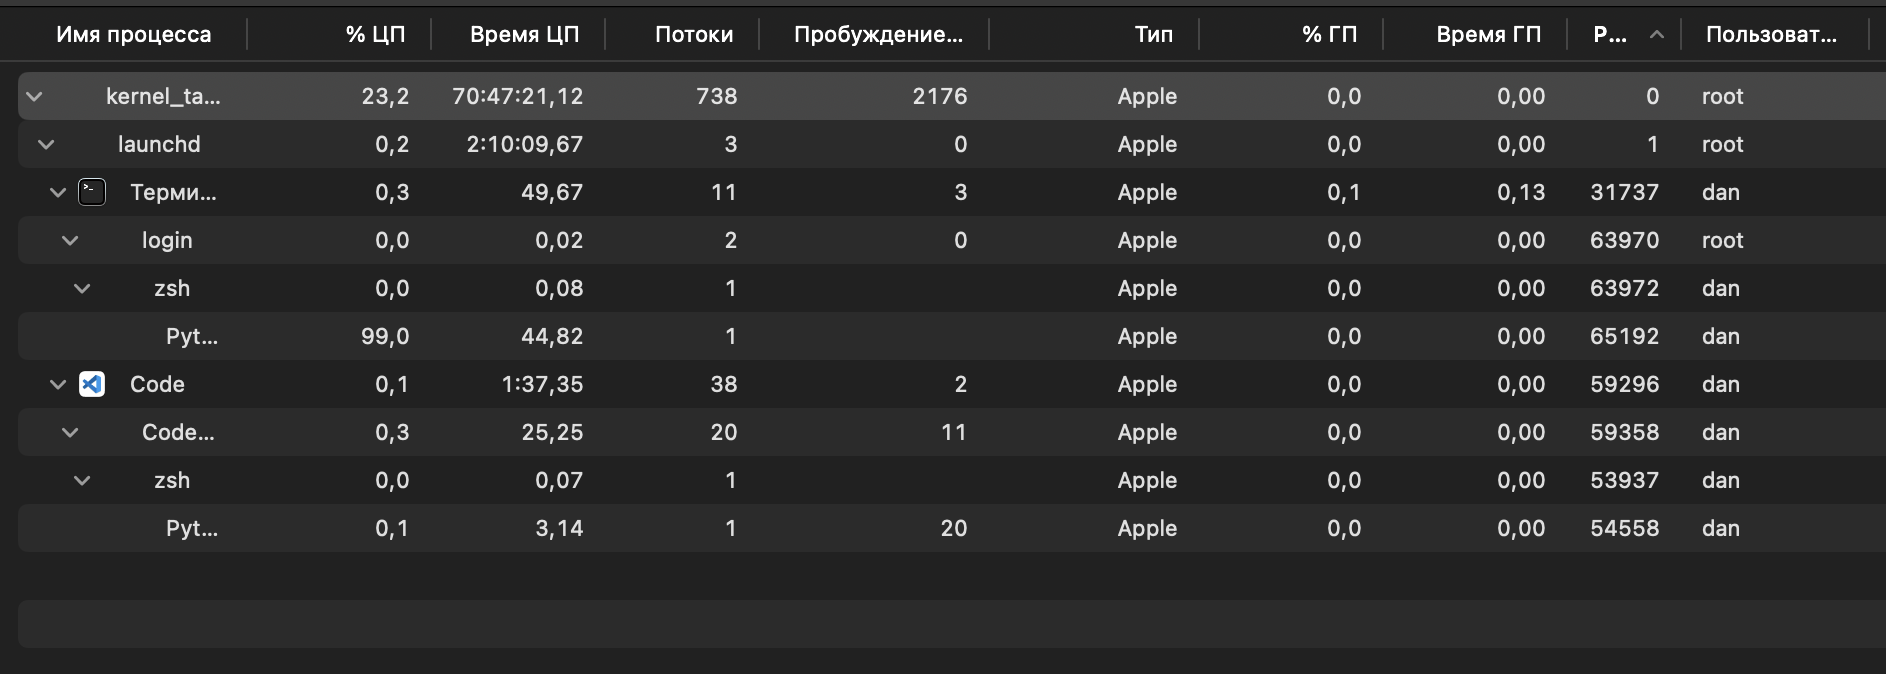 Имя процесса % ЦП Время ЦП Потоки Пробуждение... Тип % ГП Время ГП P... Пользоват...
kernel_ta... 23,2 70:47:21,12 738 2176 Apple 0,0 0,00 0 root
launchd 0,2 2:10:09,67 3 0 Apple 0,0 0,00 1 root
Терми... 0,3 49,67 11 3 Apple 0,1 0,13 31737 dan
login 0,0 0,02 2 0 Apple 0,0 0,00 63970 root
zsh 0,0 0,08 1 Apple 0,0 0,00 63972 dan
Pyt... 99,0 44,82 1 Apple 0,0 0,00 65192 dan
Code 0,1 1:37,35 38 2 Apple 0,0 0,00 59296 dan
Code... 0,3 25,25 20 11 Apple 0,0 0,00 59358 dan
zsh 0,0 0,07 1 Apple 0,0 0,00 53937 dan
Pyt... 0,1 3,14 1 20 Apple 0,0 0,00 54558 dan